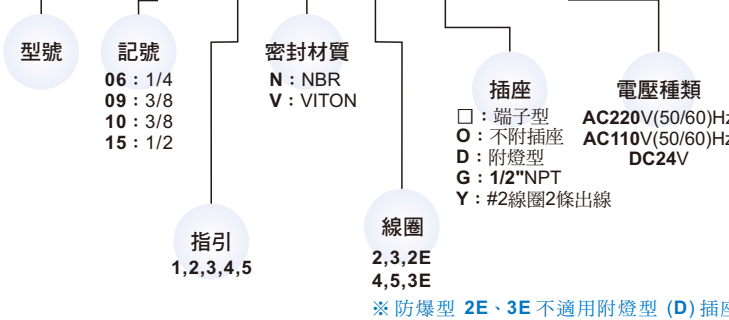 型號
記號
06：1/4
09：3/8
10：3/8
15：1/2
指引
1,2,3,4,5
密封材質
N：NBR
V：VITON
線圈
2,3,2E
4,5,3E
插座
□：端子型
O：不附插座
D：附燈型
G：1/2"NPT
Y：#2線圈2條出線
電壓種類
AC220V(50/60)Hz
AC110V(50/60)Hz
DC24V
※防爆型 2E、3E 不適用附燈型 (D) 插座